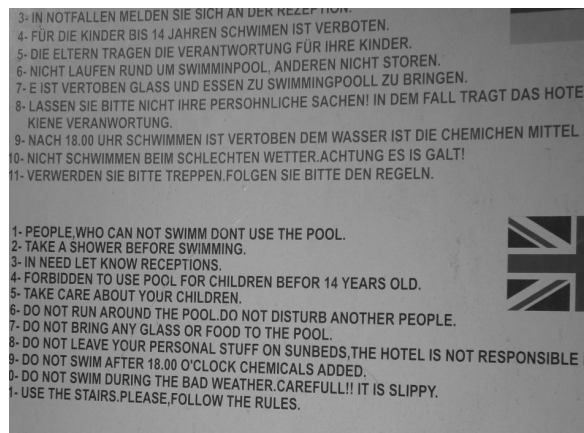 3- IN NOTFALLEN MELDEN SIE SICH AN DER REZEPTION.
4- FÜR DIE KINDER BIS 14 JAHREN SCHWIMEN IST VERBOTEN.
5- DIE ELTERN TRAGEN DIE VERANTWORTUNG FÜR IHRE KINDER.
6- NICHT LAUFEN RUND UM SWIMMINPOOL, ANDEREN NICHT STOREN.
7- E IST VERTOBEN GLASS UND ESSEN ZU SWIMMINGPOOLL ZU BRINGEN.
8- LASSEN SIE BITTE NICHT IHRE PERSOHNLICHE SACHEN! IN DEM FALL TRAGT DAS HOTE
KIENE VERANWORTUNG.
9- NACH 18.00 UHR SCHWIMMEN IST VERTOBEN DEM WASSER IST DIE CHEMICHEN MITTEL
10- NICHT SCHWIMMEN BEIM SCHLECHTEN WETTER.ACHTUNG ES IS GALT!
11- VERWERDEN SIE BITTE TREPPEN.FOLGEN SIE BITTE DEN REGELN.
1- PEOPLE,WHO CAN NOT SWIMM DONT USE THE POOL.
2- TAKE A SHOWER BEFORE SWIMMING.
3- IN NEED LET KNOW RECEPTIONS.
4- FORBIDDEN TO USE POOL FOR CHILDREN BEFOR 14 YEARS OLD.
5- TAKE CARE ABOUT YOUR CHILDREN.
6- DO NOT RUN AROUND THE POOL.DO NOT DISTURB ANOTHER PEOPLE.
7- DO NOT BRING ANY GLASS OR FOOD TO THE POOL.
8- DO NOT LEAVE YOUR PERSONAL STUFF ON SUNBEDS,THE HOTEL IS NOT RESPONSIBLE
9- DO NOT SWIM AFTER 18.00 O'CLOCK CHEMICALS ADDED.
0- DO NOT SWIM DURING THE BAD WEATHER.CAREFULL!! IT IS SLIPPY.
1- USE THE STAIRS.PLEASE,FOLLOW THE RULES.